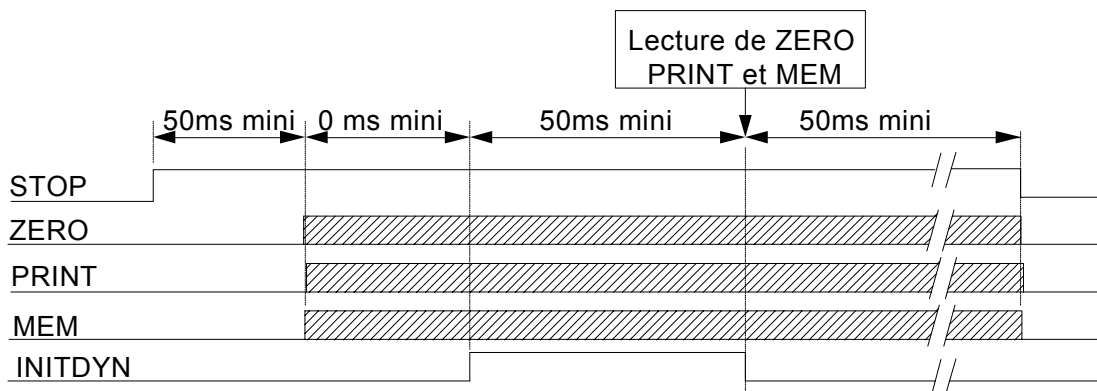 Lecture de ZERO
PRINT et MEM
50ms mini
0 ms mini
50ms mini
50ms mini
STOP
ZERO
PRINT
MEM
INITDYN